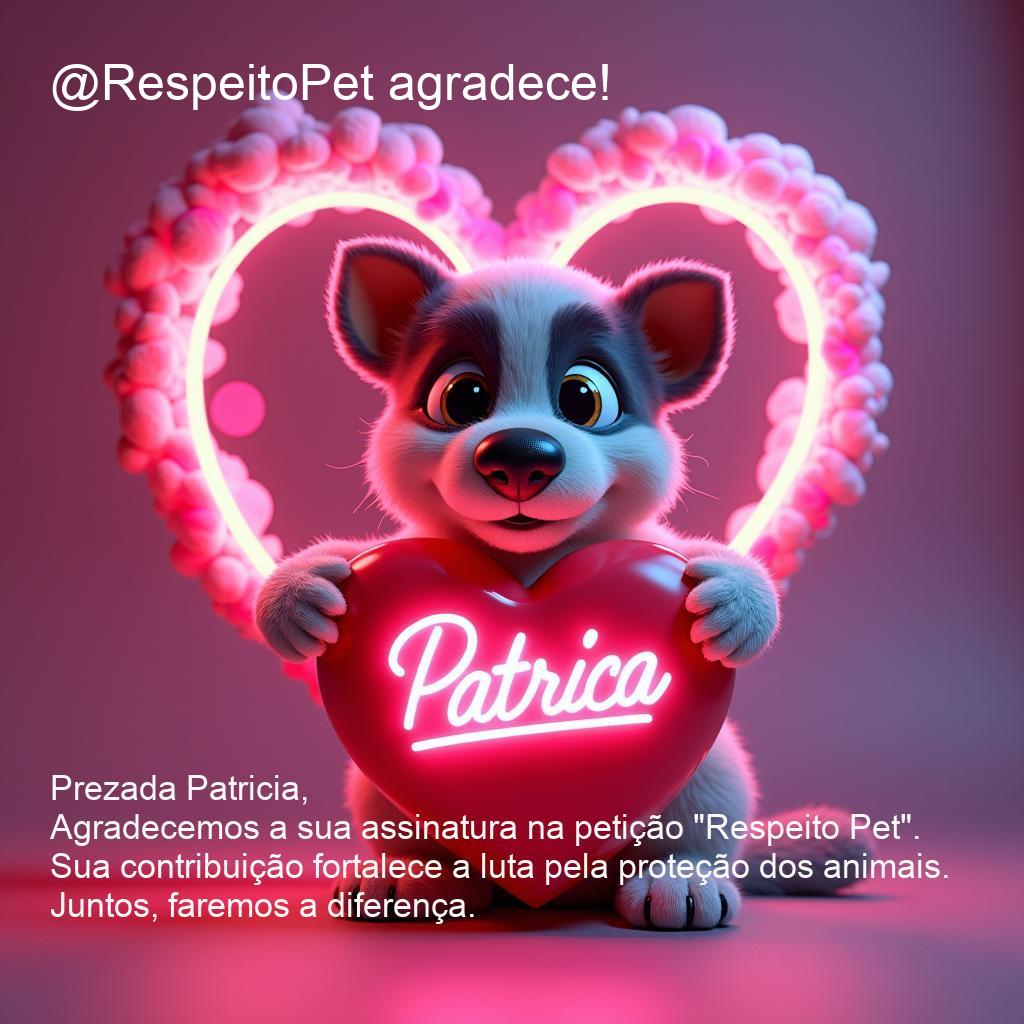 @RespeitoPet agradece!
Patrica
Prezada Patricia,
Agradecemos a sua assinatura na petição "Respeito Pet".
Sua contribuição fortalece a luta pela proteção dos animais.
Juntos, faremos a diferença.